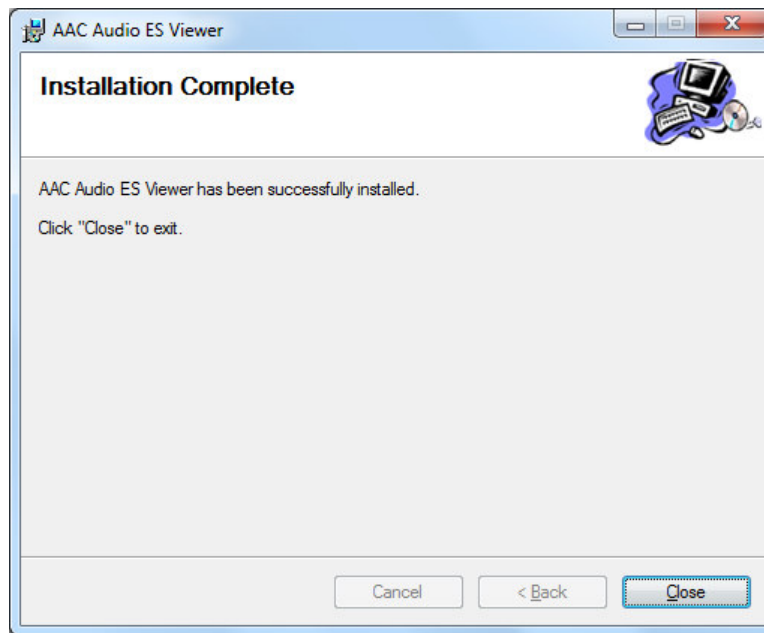 AAC Audio ES Viewer
Installation Complete
AAC Audio ES Viewer has been successfully installed.
Click "Close" to exit.
Cancel
< Back
Close